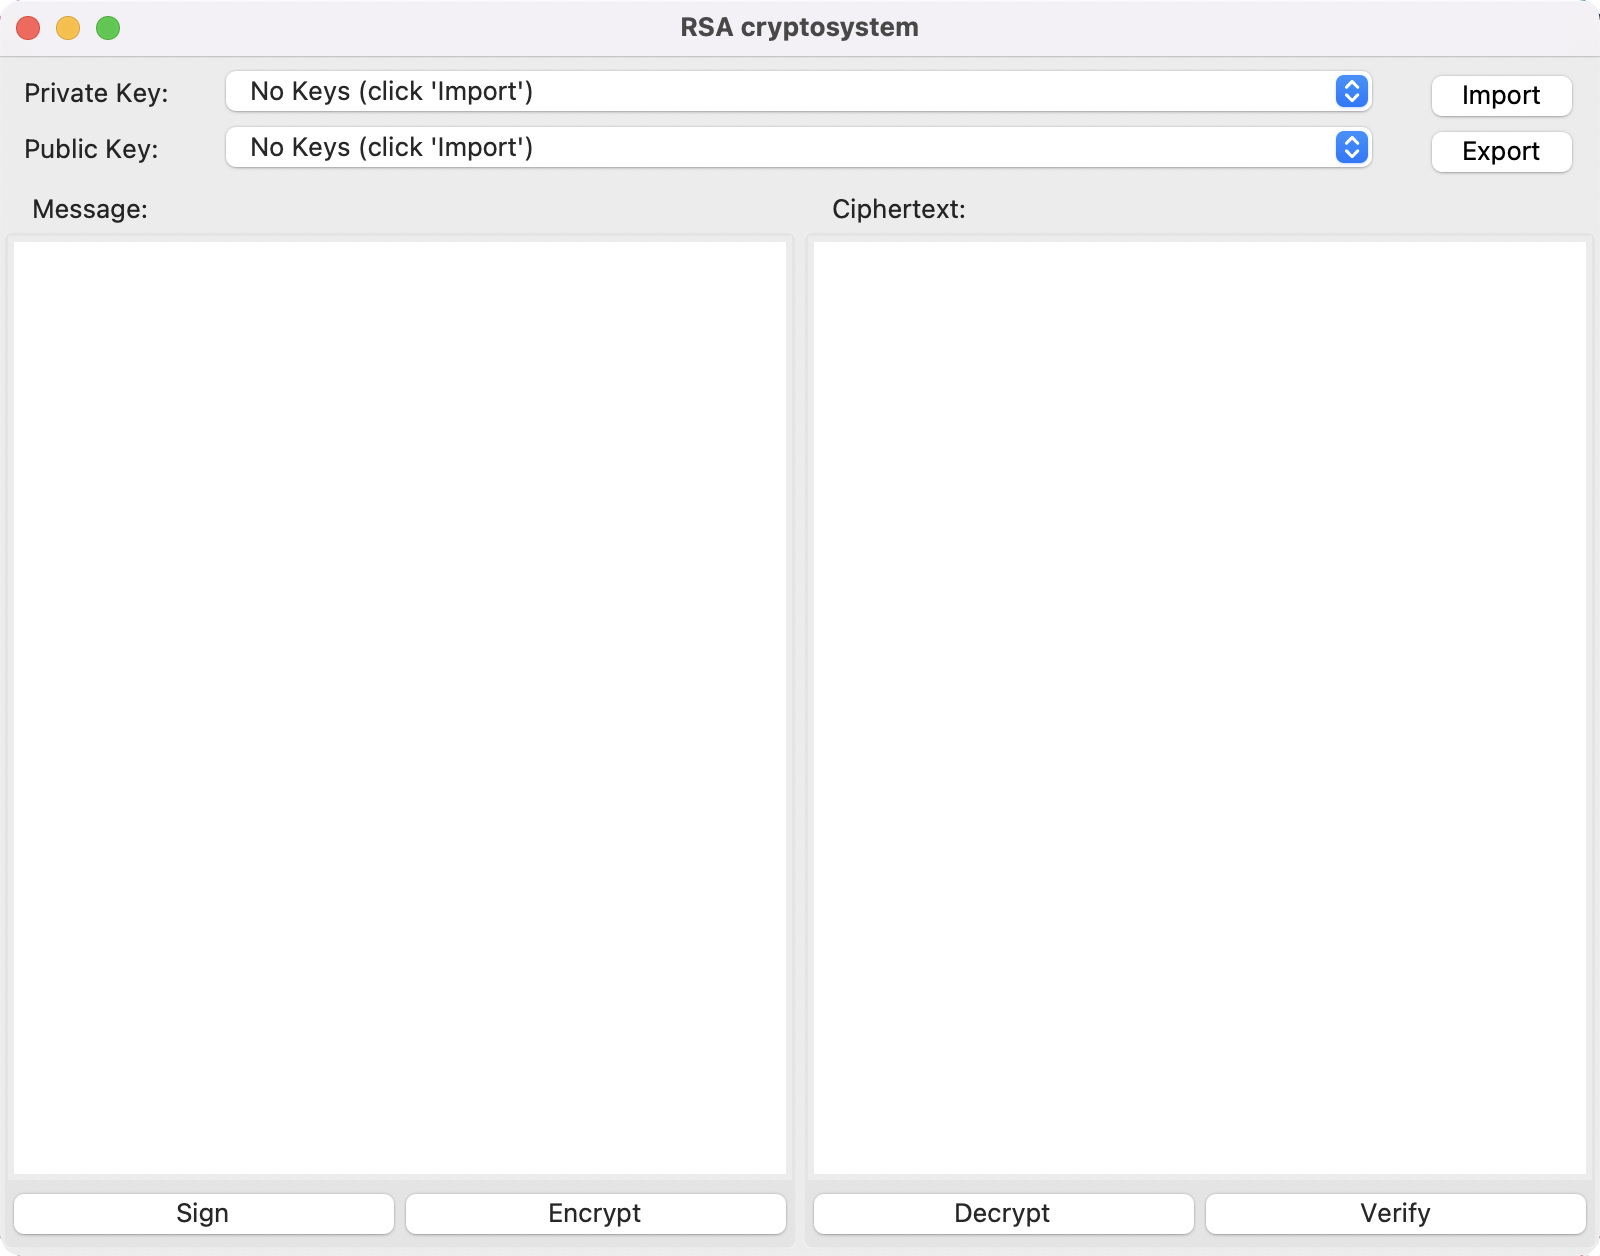 RSA cryptosystem
Private Key: No Keys (click 'Import') Import
Public Key: No Keys (click 'Import') Export
Message: Ciphertext:
Sign Encrypt Decrypt Verify